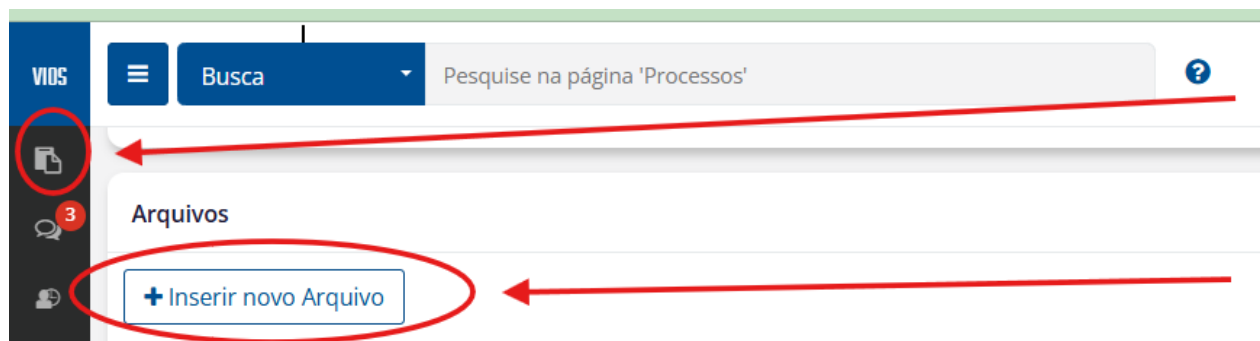 VIOS
Busca
Pesquise na página 'Processos'
?
3
Arquivos
+ Inserir novo Arquivo